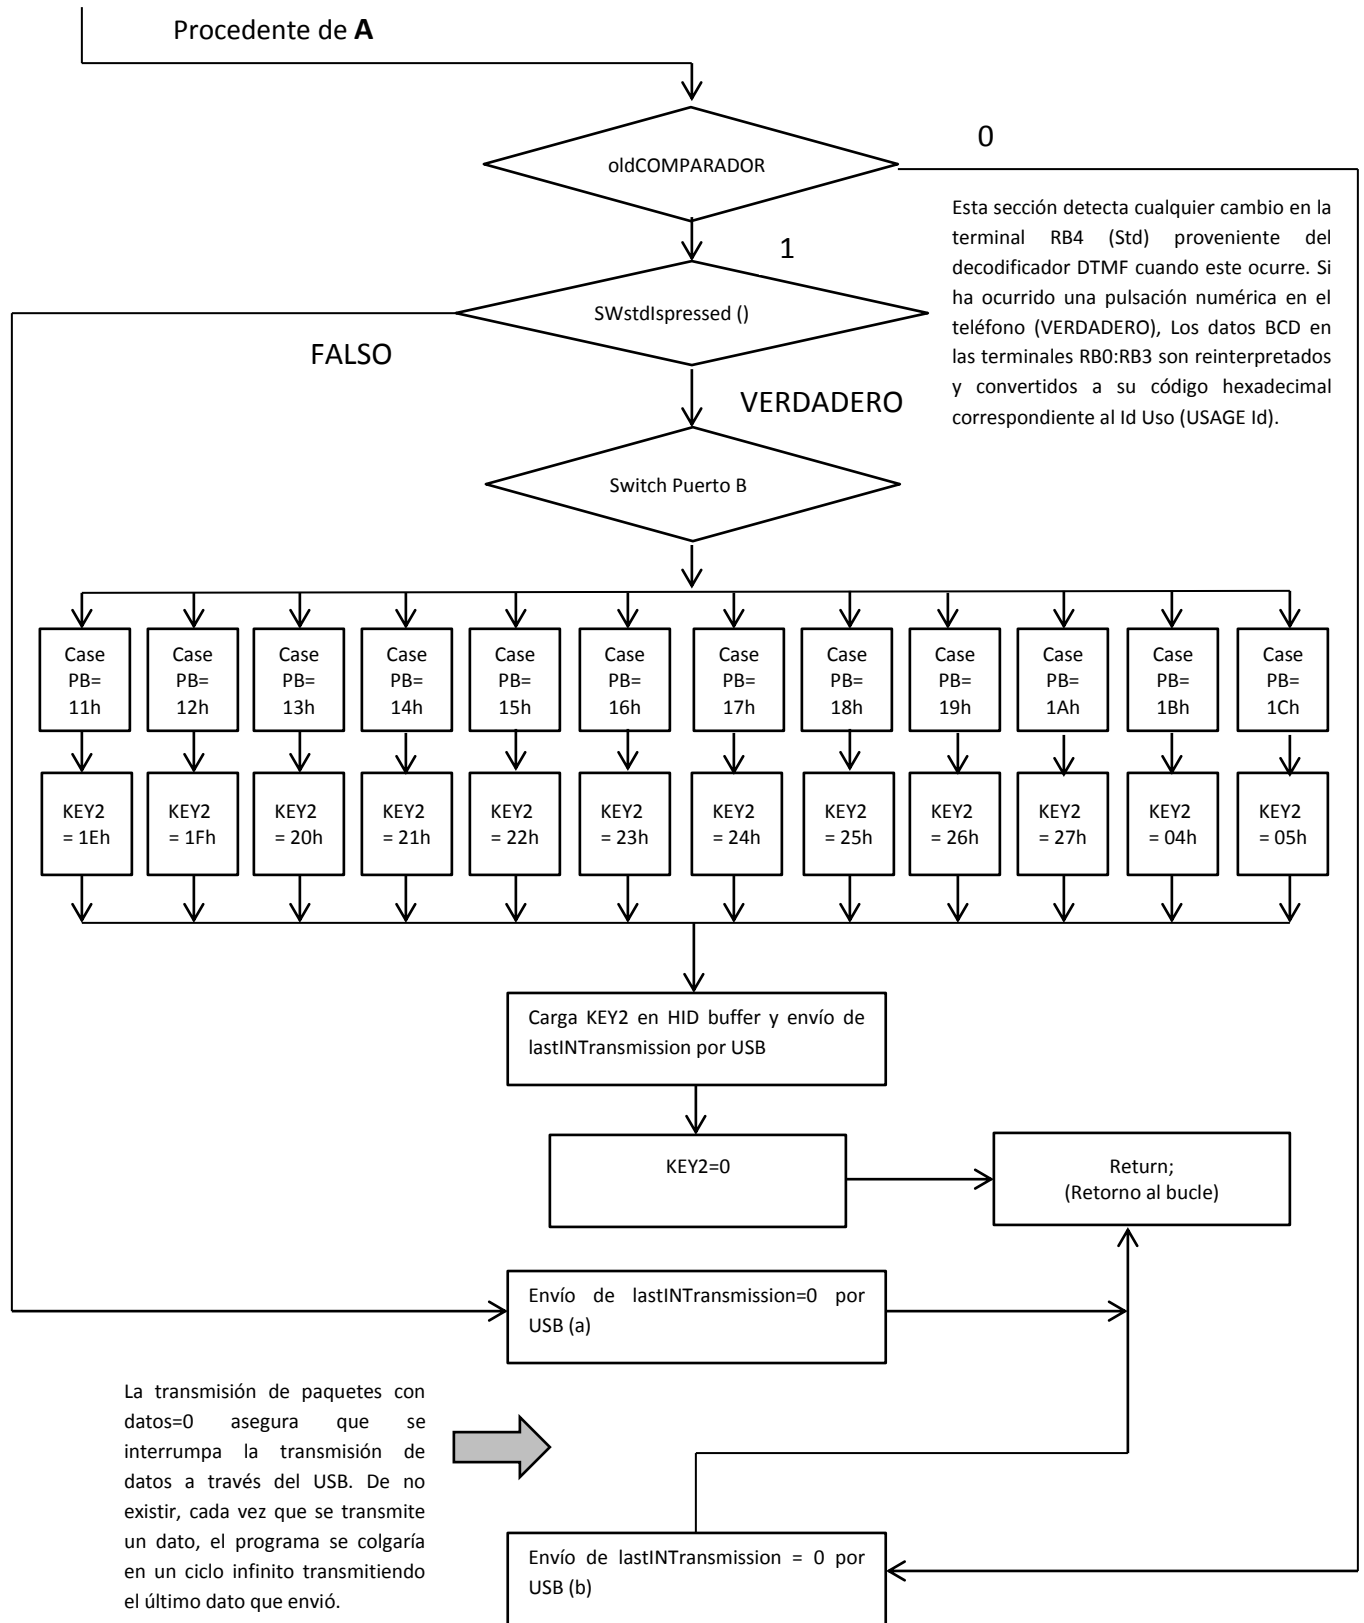 Procedente de A
oldCOMPARADOR
0
Esta sección detecta cualquier cambio en la
terminal RB4 (Std) proveniente del
decodificador DTMF cuando este ocurre. Si
ha ocurrido una pulsación numérica en el
teléfono (VERDADERO), Los datos BCD en
las terminales RB0:RB3 son reinterpretados
y convertidos a su código hexadecimal
correspondiente al Id Uso (USAGE Id).
1
SWstdIspressed ()
FALSO
VERDADERO
Switch Puerto B
Case
PB=
11h
Case
PB=
12h
Case
PB=
13h
Case
PB=
14h
Case
PB=
15h
Case
PB=
16h
Case
PB=
17h
Case
PB=
18h
Case
PB=
19h
Case
PB=
1Ah
Case
PB=
1Bh
Case
PB=
1Ch
KEY2
= 1Eh
KEY2
= 1Fh
KEY2
= 20h
KEY2
= 21h
KEY2
= 22h
KEY2
= 23h
KEY2
= 24h
KEY2
= 25h
KEY2
= 26h
KEY2
= 27h
KEY2
= 04h
KEY2
= 05h
Carga KEY2 en HID buffer y envío de
lastINTransmission por USB
KEY2=0
Return;
(Retorno al bucle)
Envío de lastINTransmission=0 por
USB (a)
La transmisión de paquetes con
datos=0 asegura que se
interrumpa la transmisión de
datos a través del USB. De no
existir, cada vez que se transmite
un dato, el programa se colgaría
en un ciclo infinito transmitiendo
el último dato que envió.
Envío de lastINTransmission = 0 por
USB (b)